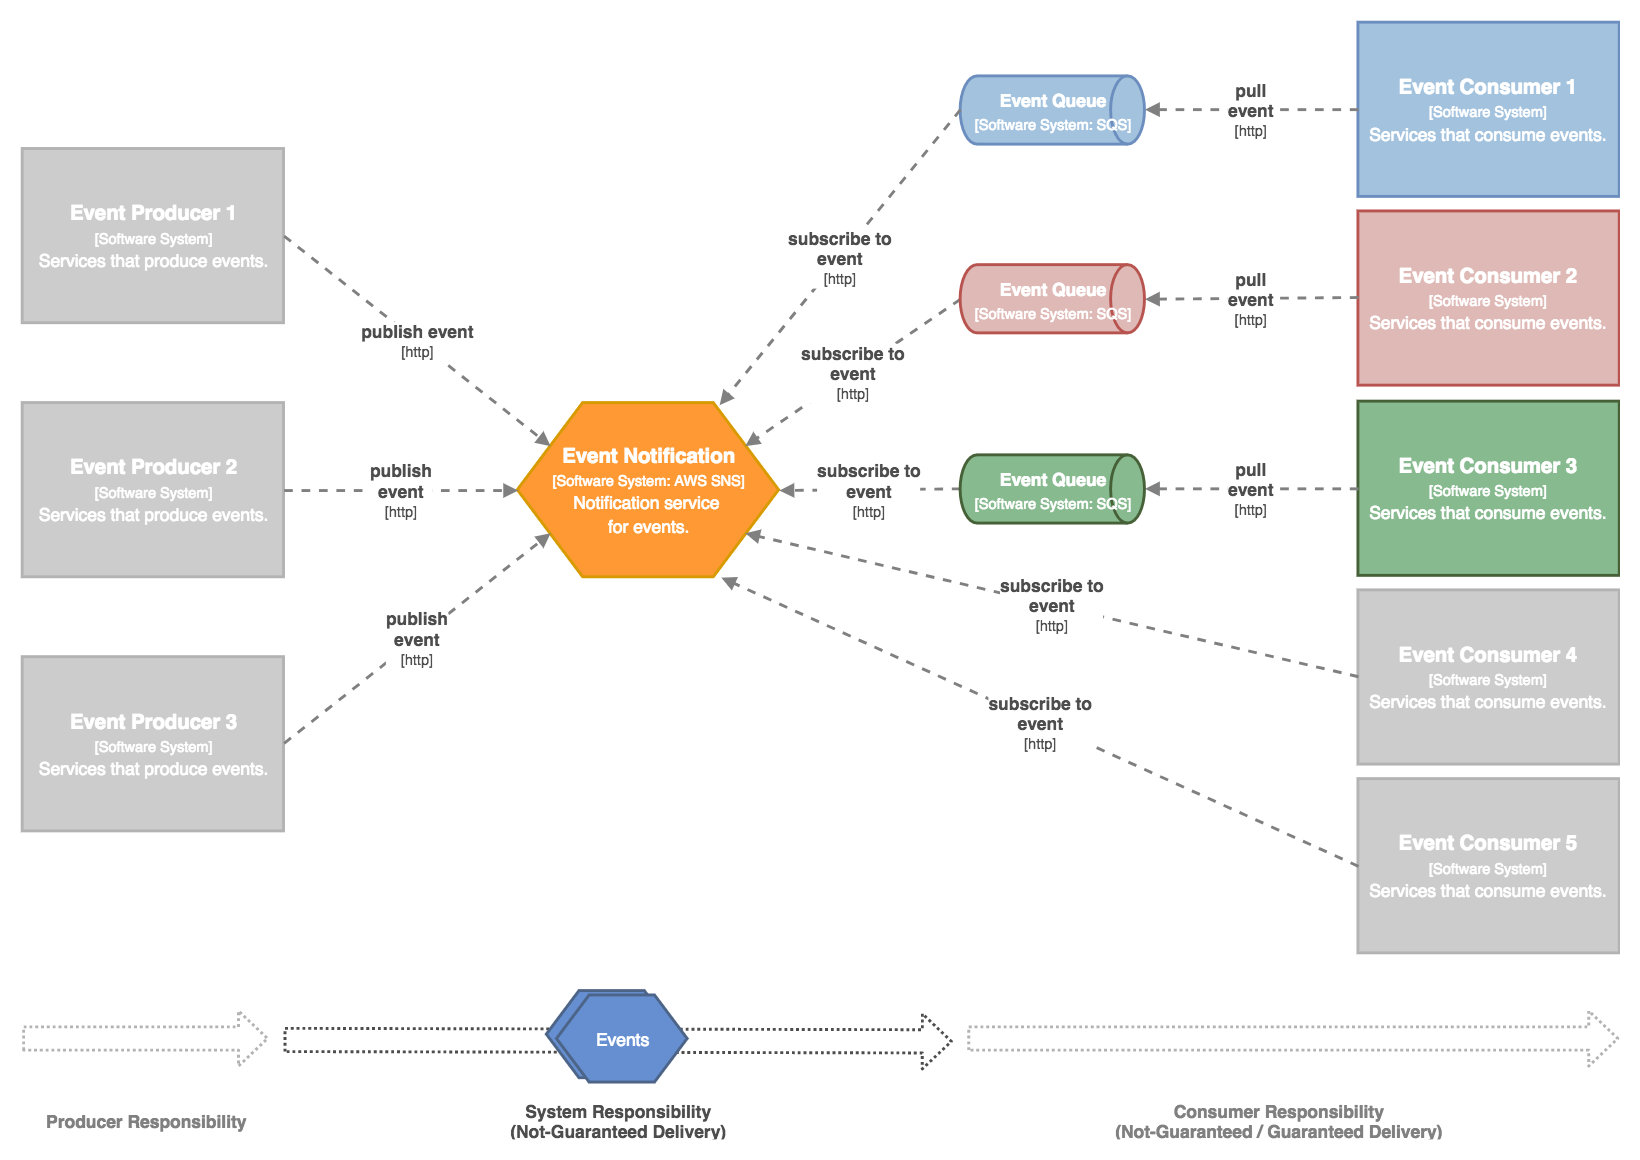 Event Producer 1
[Software System]
Services that produce events.
publish event
[http]
Event Producer 2
[Software System]
Services that produce events.
publish
event
[http]
Event Producer 3
[Software System]
Services that produce events.
publish
event
[http]
Event Notification
[Software System: AWS SNS]
Notification service
for events.
subscribe to
event
[http]
Event Queue
[Software System: SQS]
pull
event
[http]
Event Consumer 1
[Software System]
Services that consume events.
subscribe to
event
[http]
Event Queue
[Software System: SQS]
pull
event
[http]
Event Consumer 2
[Software System]
Services that consume events.
subscribe to
event
[http]
Event Queue
[Software System: SQS]
pull
event
[http]
Event Consumer 3
[Software System]
Services that consume events.
subscribe to
event
[http]
Event Consumer 4
[Software System]
Services that consume events.
subscribe to
event
[http]
Event Consumer 5
[Software System]
Services that consume events.
Events
Producer Responsibility
System Responsibility
(Not-Guaranteed Delivery)
Consumer Responsibility
(Not-Guaranteed / Guaranteed Delivery)